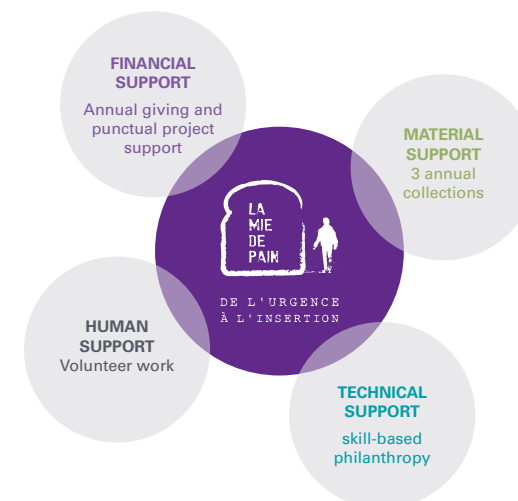 FINANCIAL
SUPPORT
Annual giving and
punctual project
support
MATERIAL
SUPPORT
3 annual
collections
LA
MIE
DE
PAIN
DE L'URGENCE
À L'INSERTION
HUMAN
SUPPORT
Volunteer work
TECHNICAL
SUPPORT
skill-based
philanthropy